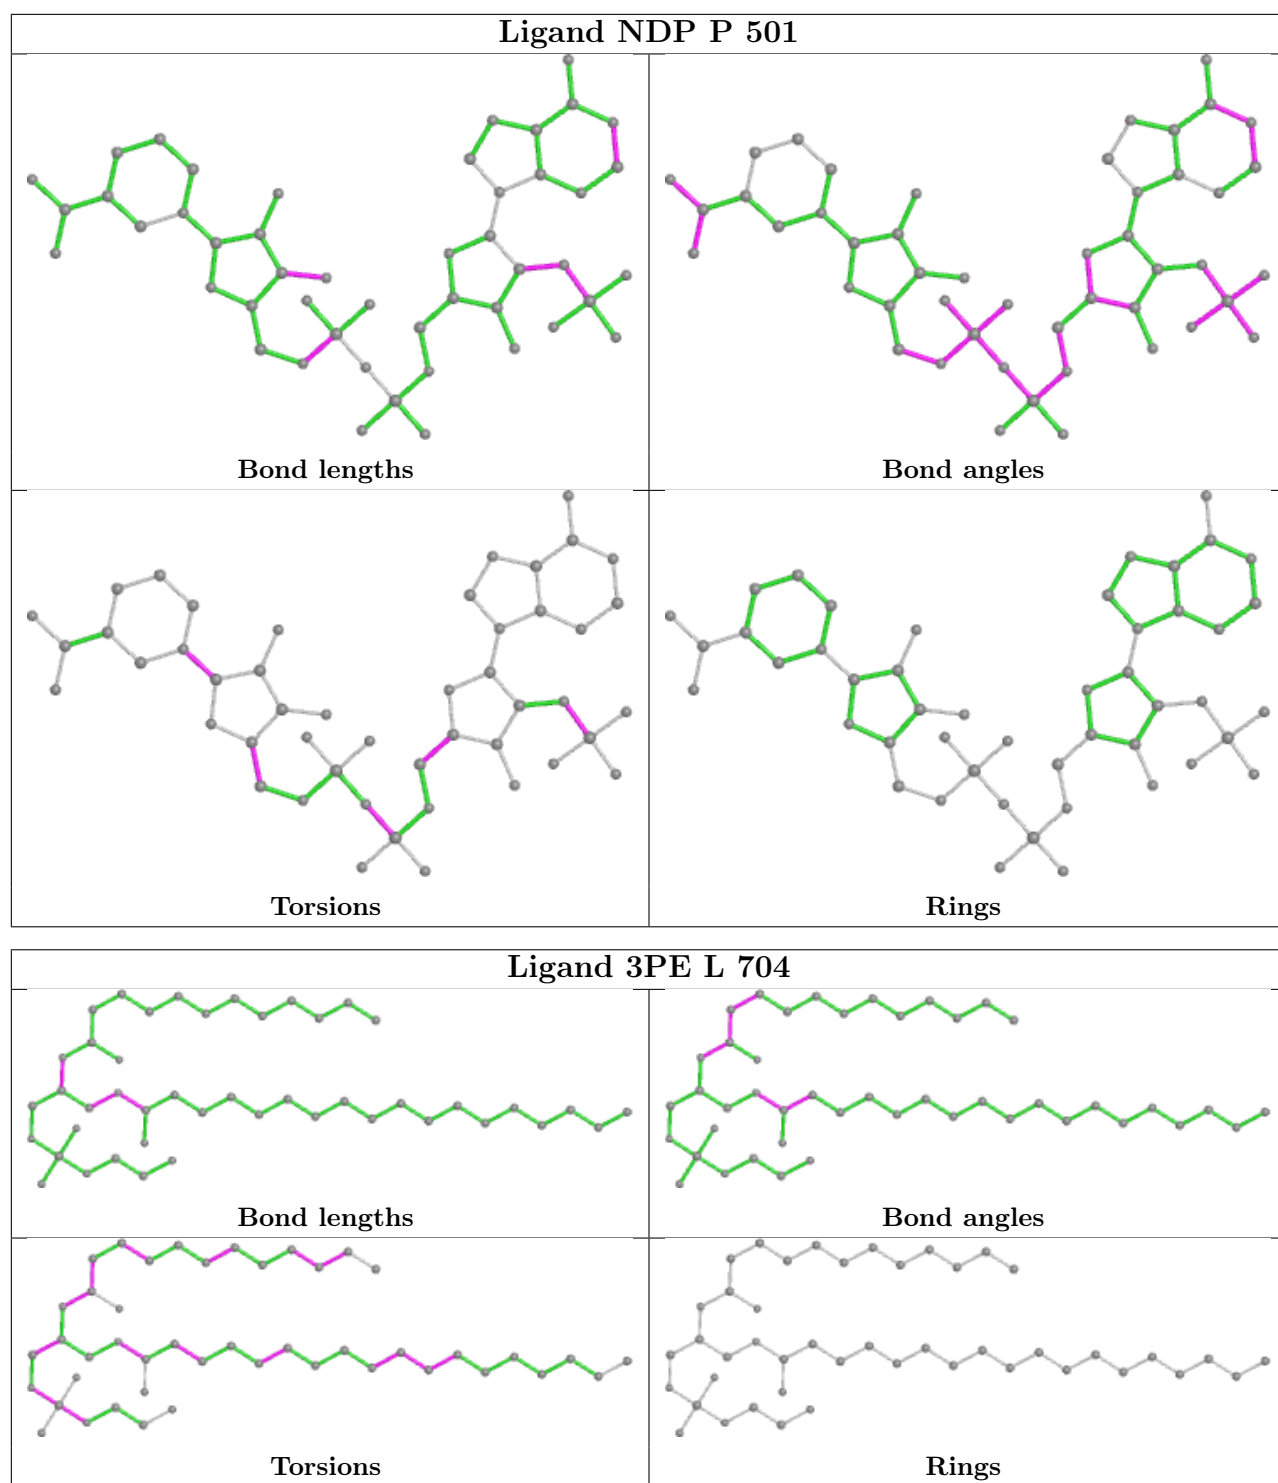 Ligand NDP P 501
Bond lengths
Bond angles
Torsions
Rings
Ligand 3PE L 704
Bond lengths
Bond angles
Torsions
Rings